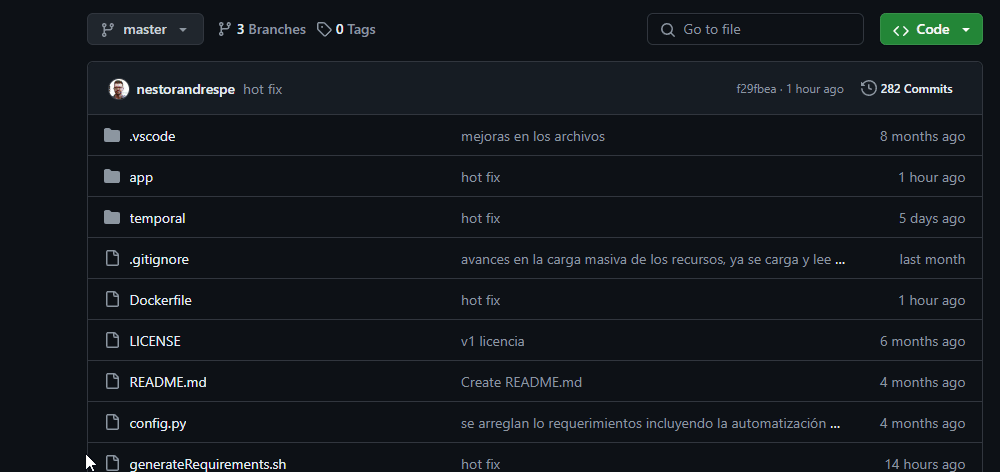 master 3 Branches 0 Tags Go to file Code
nestorandrespe hot fix f29fbea · 1 hour ago 282 Commits
.vscode mejoras en los archivos 8 months ago
app hot fix 1 hour ago
temporal hot fix 5 days ago
.gitignore avances en la carga masiva de los recursos, ya se carga y lee ... last month
Dockerfile hot fix 1 hour ago
LICENSE v1 licencia 6 months ago
README.md Create README.md 4 months ago
config.py se arreglan lo requerimientos incluyendo la automatización ... 4 months ago
generateRequirements.sh hot fix 14 hours ago